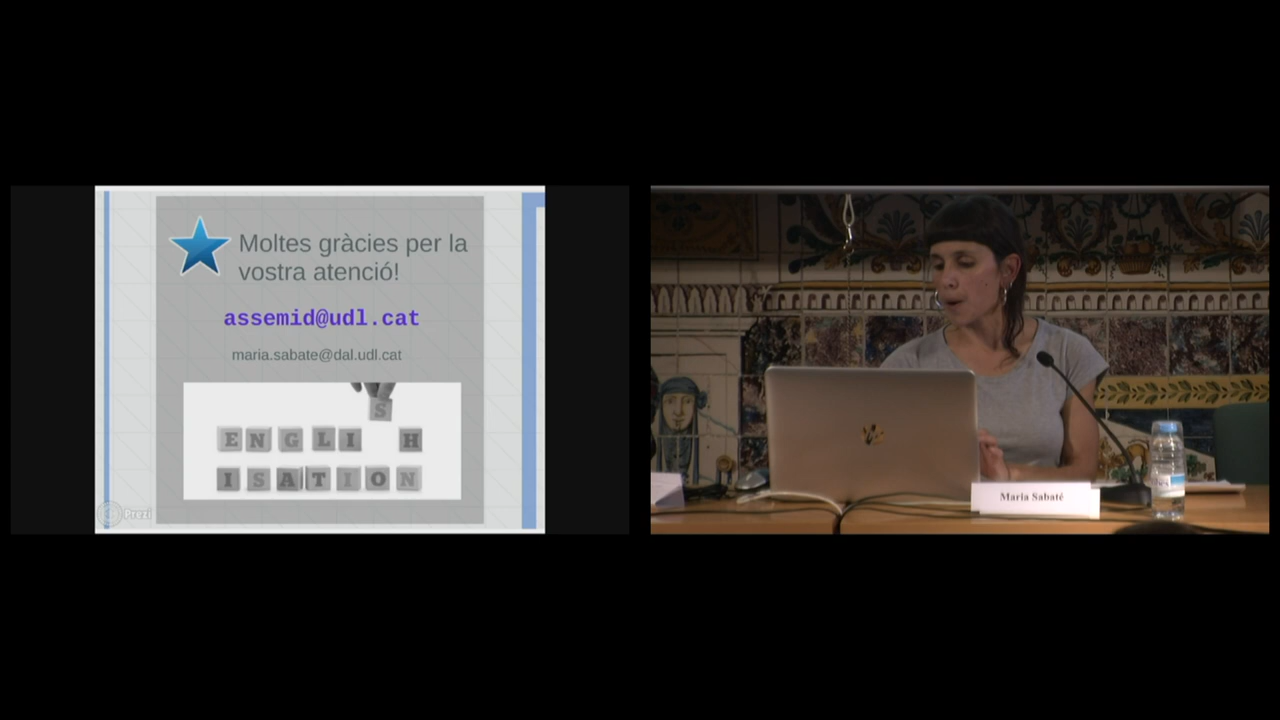 Moltes gràcies per la
vostra atenció!
assemid@udl.cat
maria.sabate@dal.udl.cat
S
ENGLI H
ISATION
Prezi
Maria Sabaté